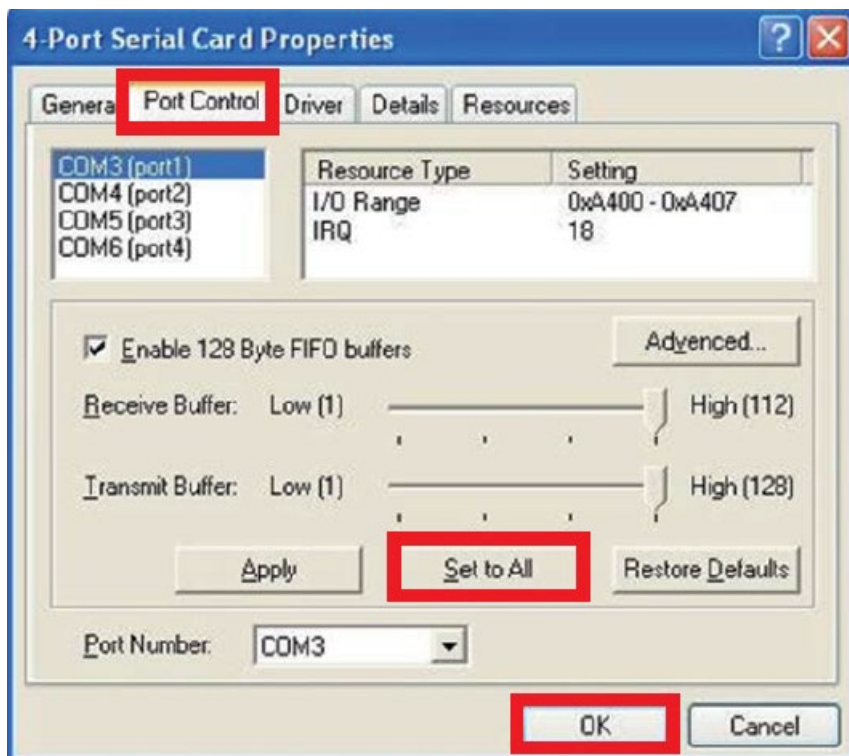 4-Port Serial Card Properties
Genera Port Control Driver Details Resources
COM3 (port1)
COM4 (port2)
COM5 (port3)
COM6 (port4)
Resource Type Setting
I/O Range 0xA400 - 0xA407
IRQ 18
Enable 128 Byte FIFO buffers
Advenced...
Receive Buffer: Low (1) High (112)
Transmit Buffer: Low (1) High (128)
Apply Set to All Restore Defaults
Port Number: COM3
OK Cancel